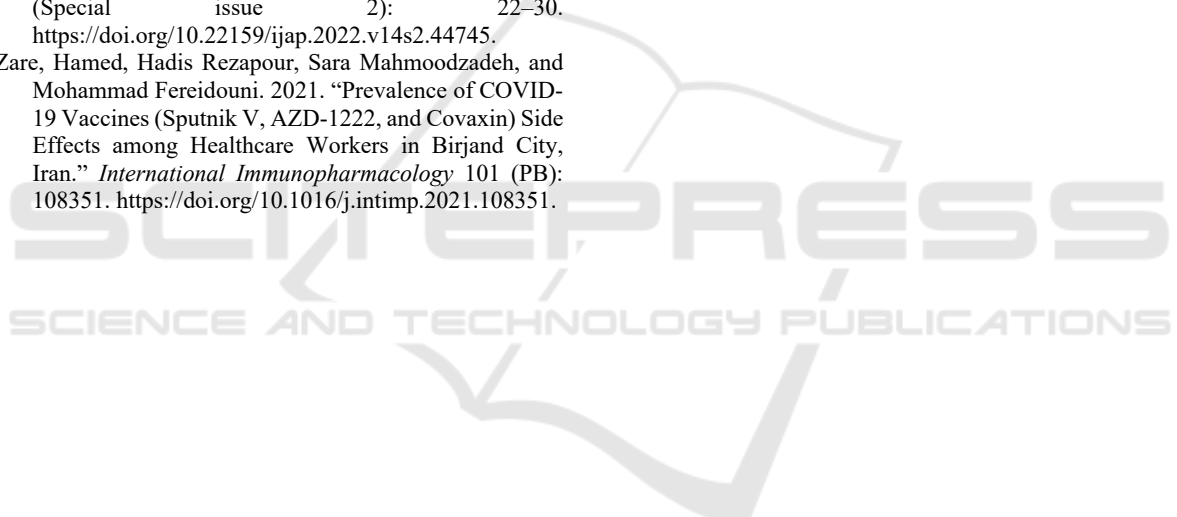 (Special issue 2): 22–30.
https://doi.org/10.22159/ijap.2022.v14s2.44745.
Zare, Hamed, Hadis Rezapour, Sara Mahmoodzadeh, and
Mohammad Fereidouni. 2021. “Prevalence of COVID-
19 Vaccines (Sputnik V, AZD-1222, and Covaxin) Side
Effects among Healthcare Workers in Birjand City,
Iran.” International Immunopharmacology 101 (PB):
108351. https://doi.org/10.1016/j.intimp.2021.108351.
SCITEPRESS
SCIENCE AND TECHNOLOGY PUBLICATIONS